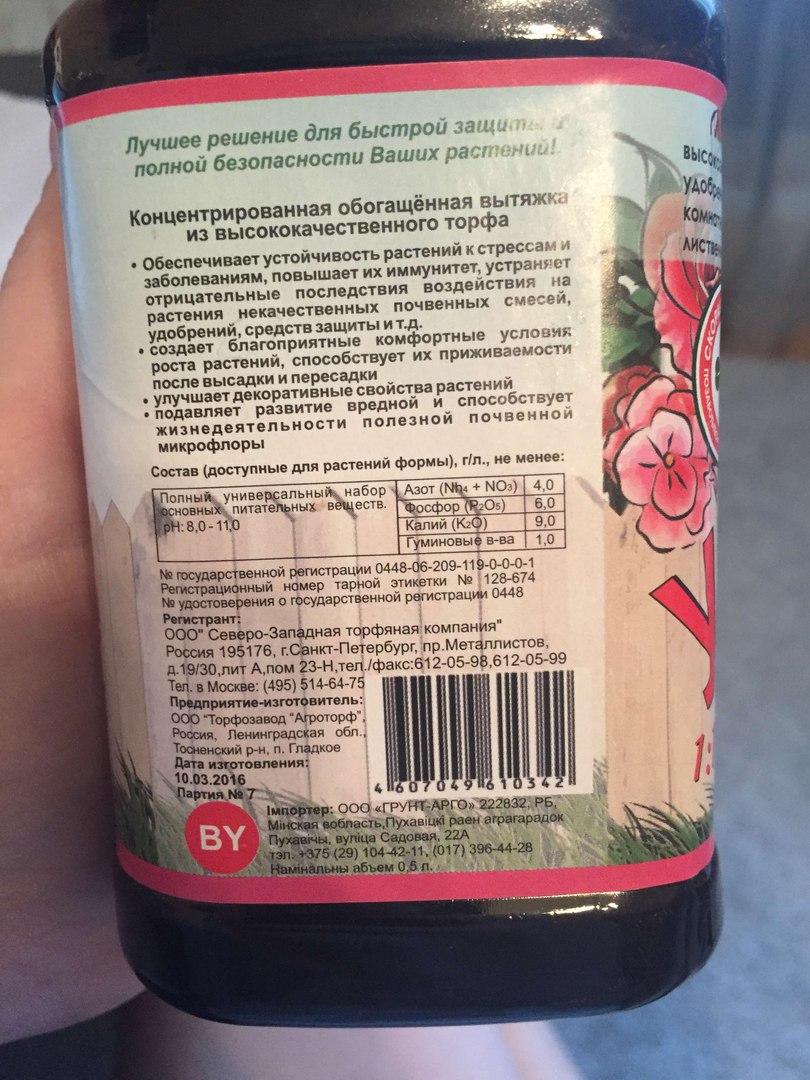 Лучшее решение для быстрой защиты и
полной безопасности Ваших растений!
Концентрированная обогащённая вытяжка
из высококачественного торфа
• Обеспечивает устойчивость растений к стрессам и
заболеваниям, повышает их иммунитет, устраняет
отрицательные последствия воздействия на
растения некачественных почвенных смесей,
удобрений, средств защиты и т.д.
• создает благоприятные комфортные условия
роста растений, способствует их приживаемости
после высадки и пересадки
• улучшает декоративные свойства растений
• подавляет развитие вредной и способствует
жизнедеятельности полезной почвенной
микрофлоры
Состав (доступные для растений формы), г/л., не менее:
Полный универсальный набор
основных питательных веществ.
pH: 8,0 - 11,0
Азот (Nh₄ + NO₃) 4,0
Фосфор (P₂O₅) 6,0
Калий (K₂O) 9,0
Гуминовые в-ва 1,0
№ государственной регистрации 0448-06-209-119-0-0-0-1
Регистрационный номер тарной этикетки № 128-674
№ удостоверения о государственной регистрации 0448
Регистрант:
ООО" Северо-Западная торфяная компания"
Россия 195176, г.Санкт-Петербург, пр.Металлистов,
д.19/30,лит А,пом 23-Н,тел./факс:612-05-98,612-05-99
Тел. в Москве: (495) 514-64-75
Предприятие-изготовитель:
ООО "Торфозавод "Агроторф",
Россия, Ленинградская обл.,
Тосненский р-н, п. Гладкое
Дата изготовления:
10.03.2016
Партия № 7
4 607049 610342
BY
Імпортер: ООО «ГРУНТ-АРГО» 222832, РБ,
Мінская вобласть,Пухавіцкі раен аграгарадок
Пухавічы, вуліца Садовая, 22А
тэл. +375 (29) 104-42-11, (017) 396-44-28
Намінальны абъем 0,5 л.